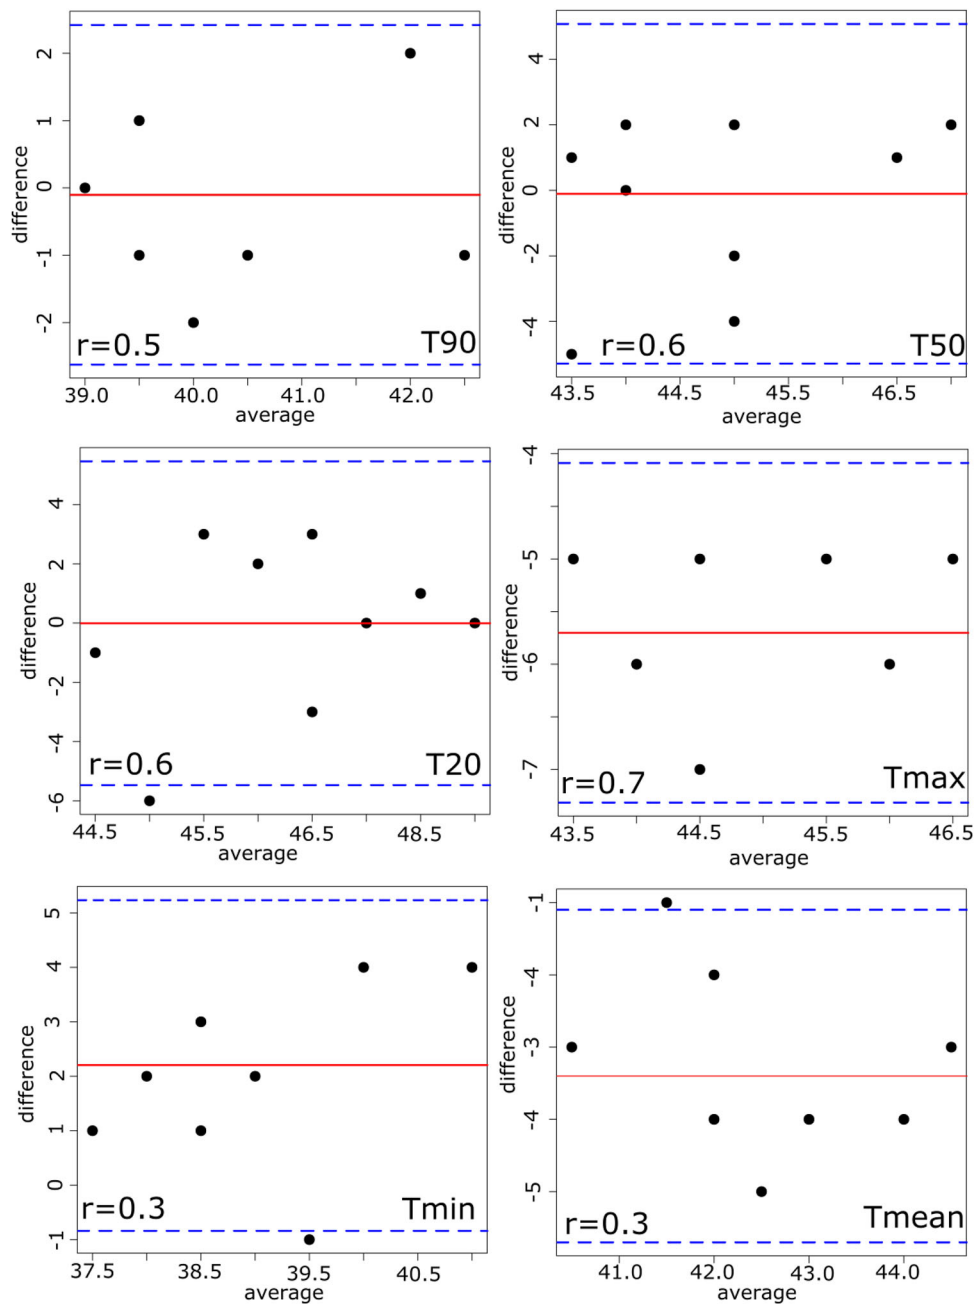 2
1
0
-1
-2
difference
r=0.5
T90
39.0 40.0 41.0 42.0
average
4
2
0
-2
-4
difference
r=0.6
T50
43.5 44.5 45.5 46.5
average
4
2
0
-2
-4
-6
difference
r=0.6
T20
44.5 45.5 46.5 48.5
average
-4
-5
-6
-7
difference
r=0.7
Tmax
43.5 44.5 45.5 46.5
average
5
4
3
2
1
0
-1
difference
r=0.3
Tmin
37.5 38.5 39.5 40.5
average
-1
-4
-3
-4
-5
difference
r=0.3
Tmean
41.0 42.0 43.0 44.0
average